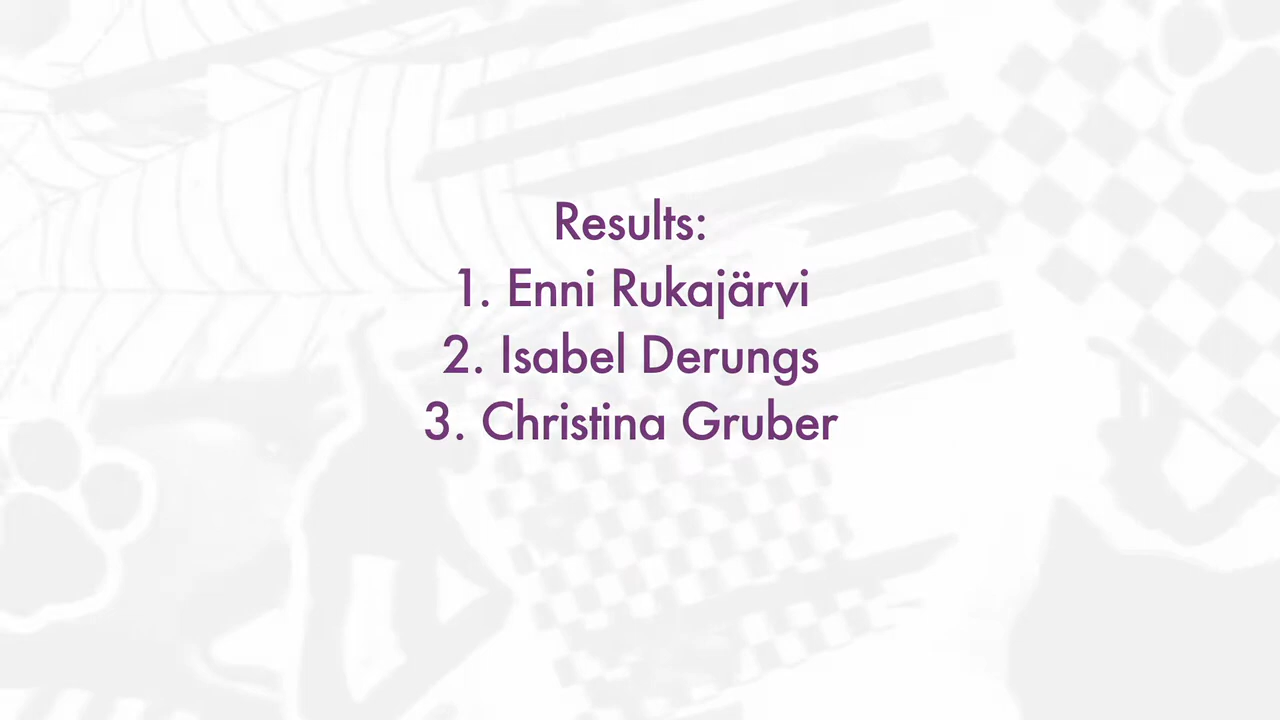 Results:
1. Enni Rukajärvi
2. Isabel Derungs
3. Christina Gruber